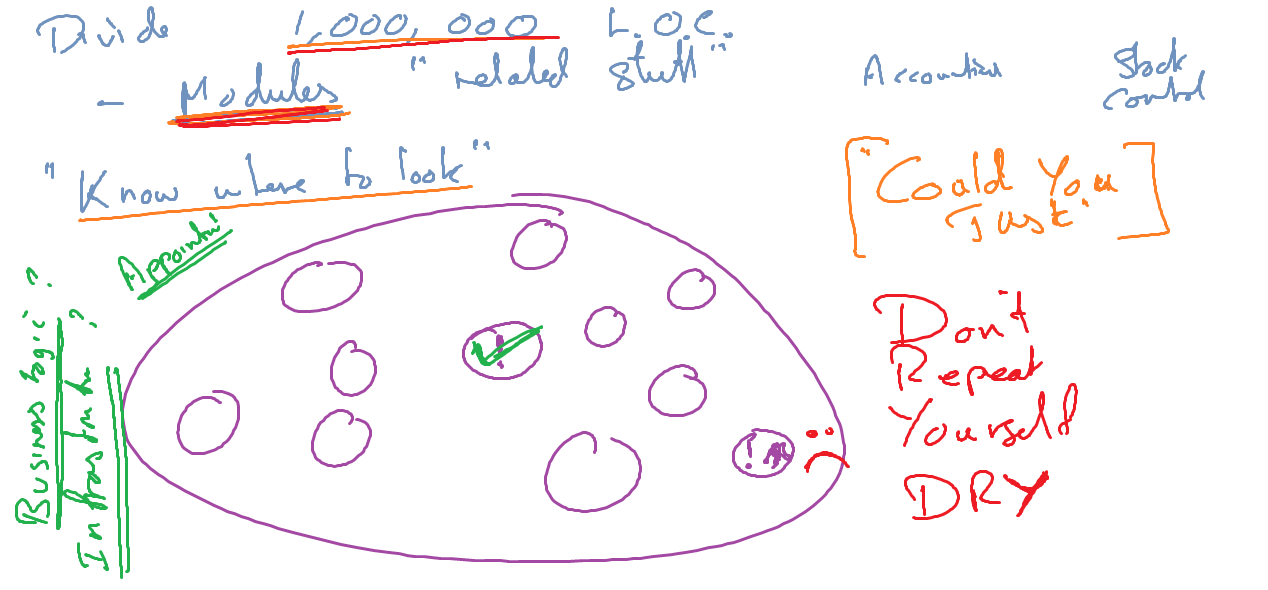 Divide 1,000,000 L.O.C.
- Modules "related stuff"
Accounting
Stock
Control
"Know where to look"
"Could You
Just"
Appointm
Business logic?
Infrastructure?
!
!
Don't
Repeat
Yourself
DRY